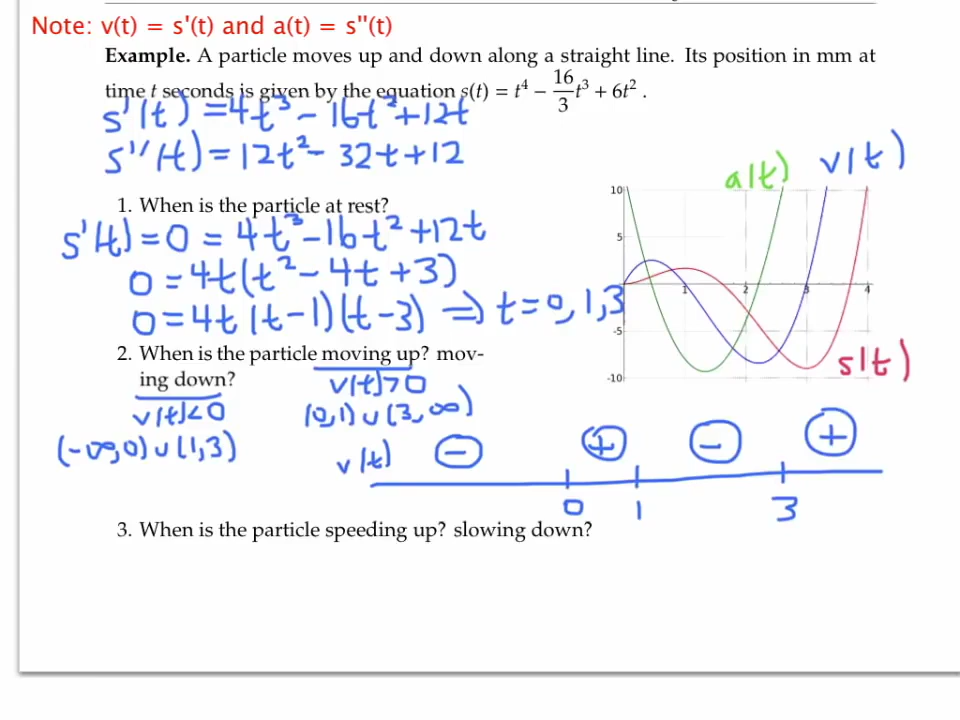 Note: v(t) = s'(t) and a(t) = s''(t)
Example. A particle moves up and down along a straight line. Its position in mm at
time t seconds is given by the equation s(t) = t⁴ − 16/3 t³ + 6t² .
s'(t) = 4t³ − 16t² + 12t
s''(t) = 12t² − 32t + 12
a(t) v(t)
1. When is the particle at rest?
s'(t) = 0 = 4t³ − 16t² + 12t
0 = 4t(t² − 4t + 3)
0 = 4t(t−1)(t−3) ⇒ t = 0, 1, 3
10
5
1 2 3 4
-5
-10
s(t)
2. When is the particle moving up? mov-
ing down?
v(t)>0
v(t)<0
(0,1) ∪ (3, ∞)
(-∞,0) ∪ (1,3)
v(t) − + − +
0 1 3
3. When is the particle speeding up? slowing down?